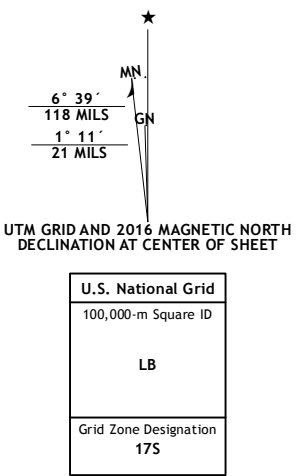 ★
MN
6° 39´
118 MILS
GN
1° 11´
21 MILS
UTM GRID AND 2016 MAGNETIC NORTH
DECLINATION AT CENTER OF SHEET
U.S. National Grid
100,000-m Square ID
LB
Grid Zone Designation
17S